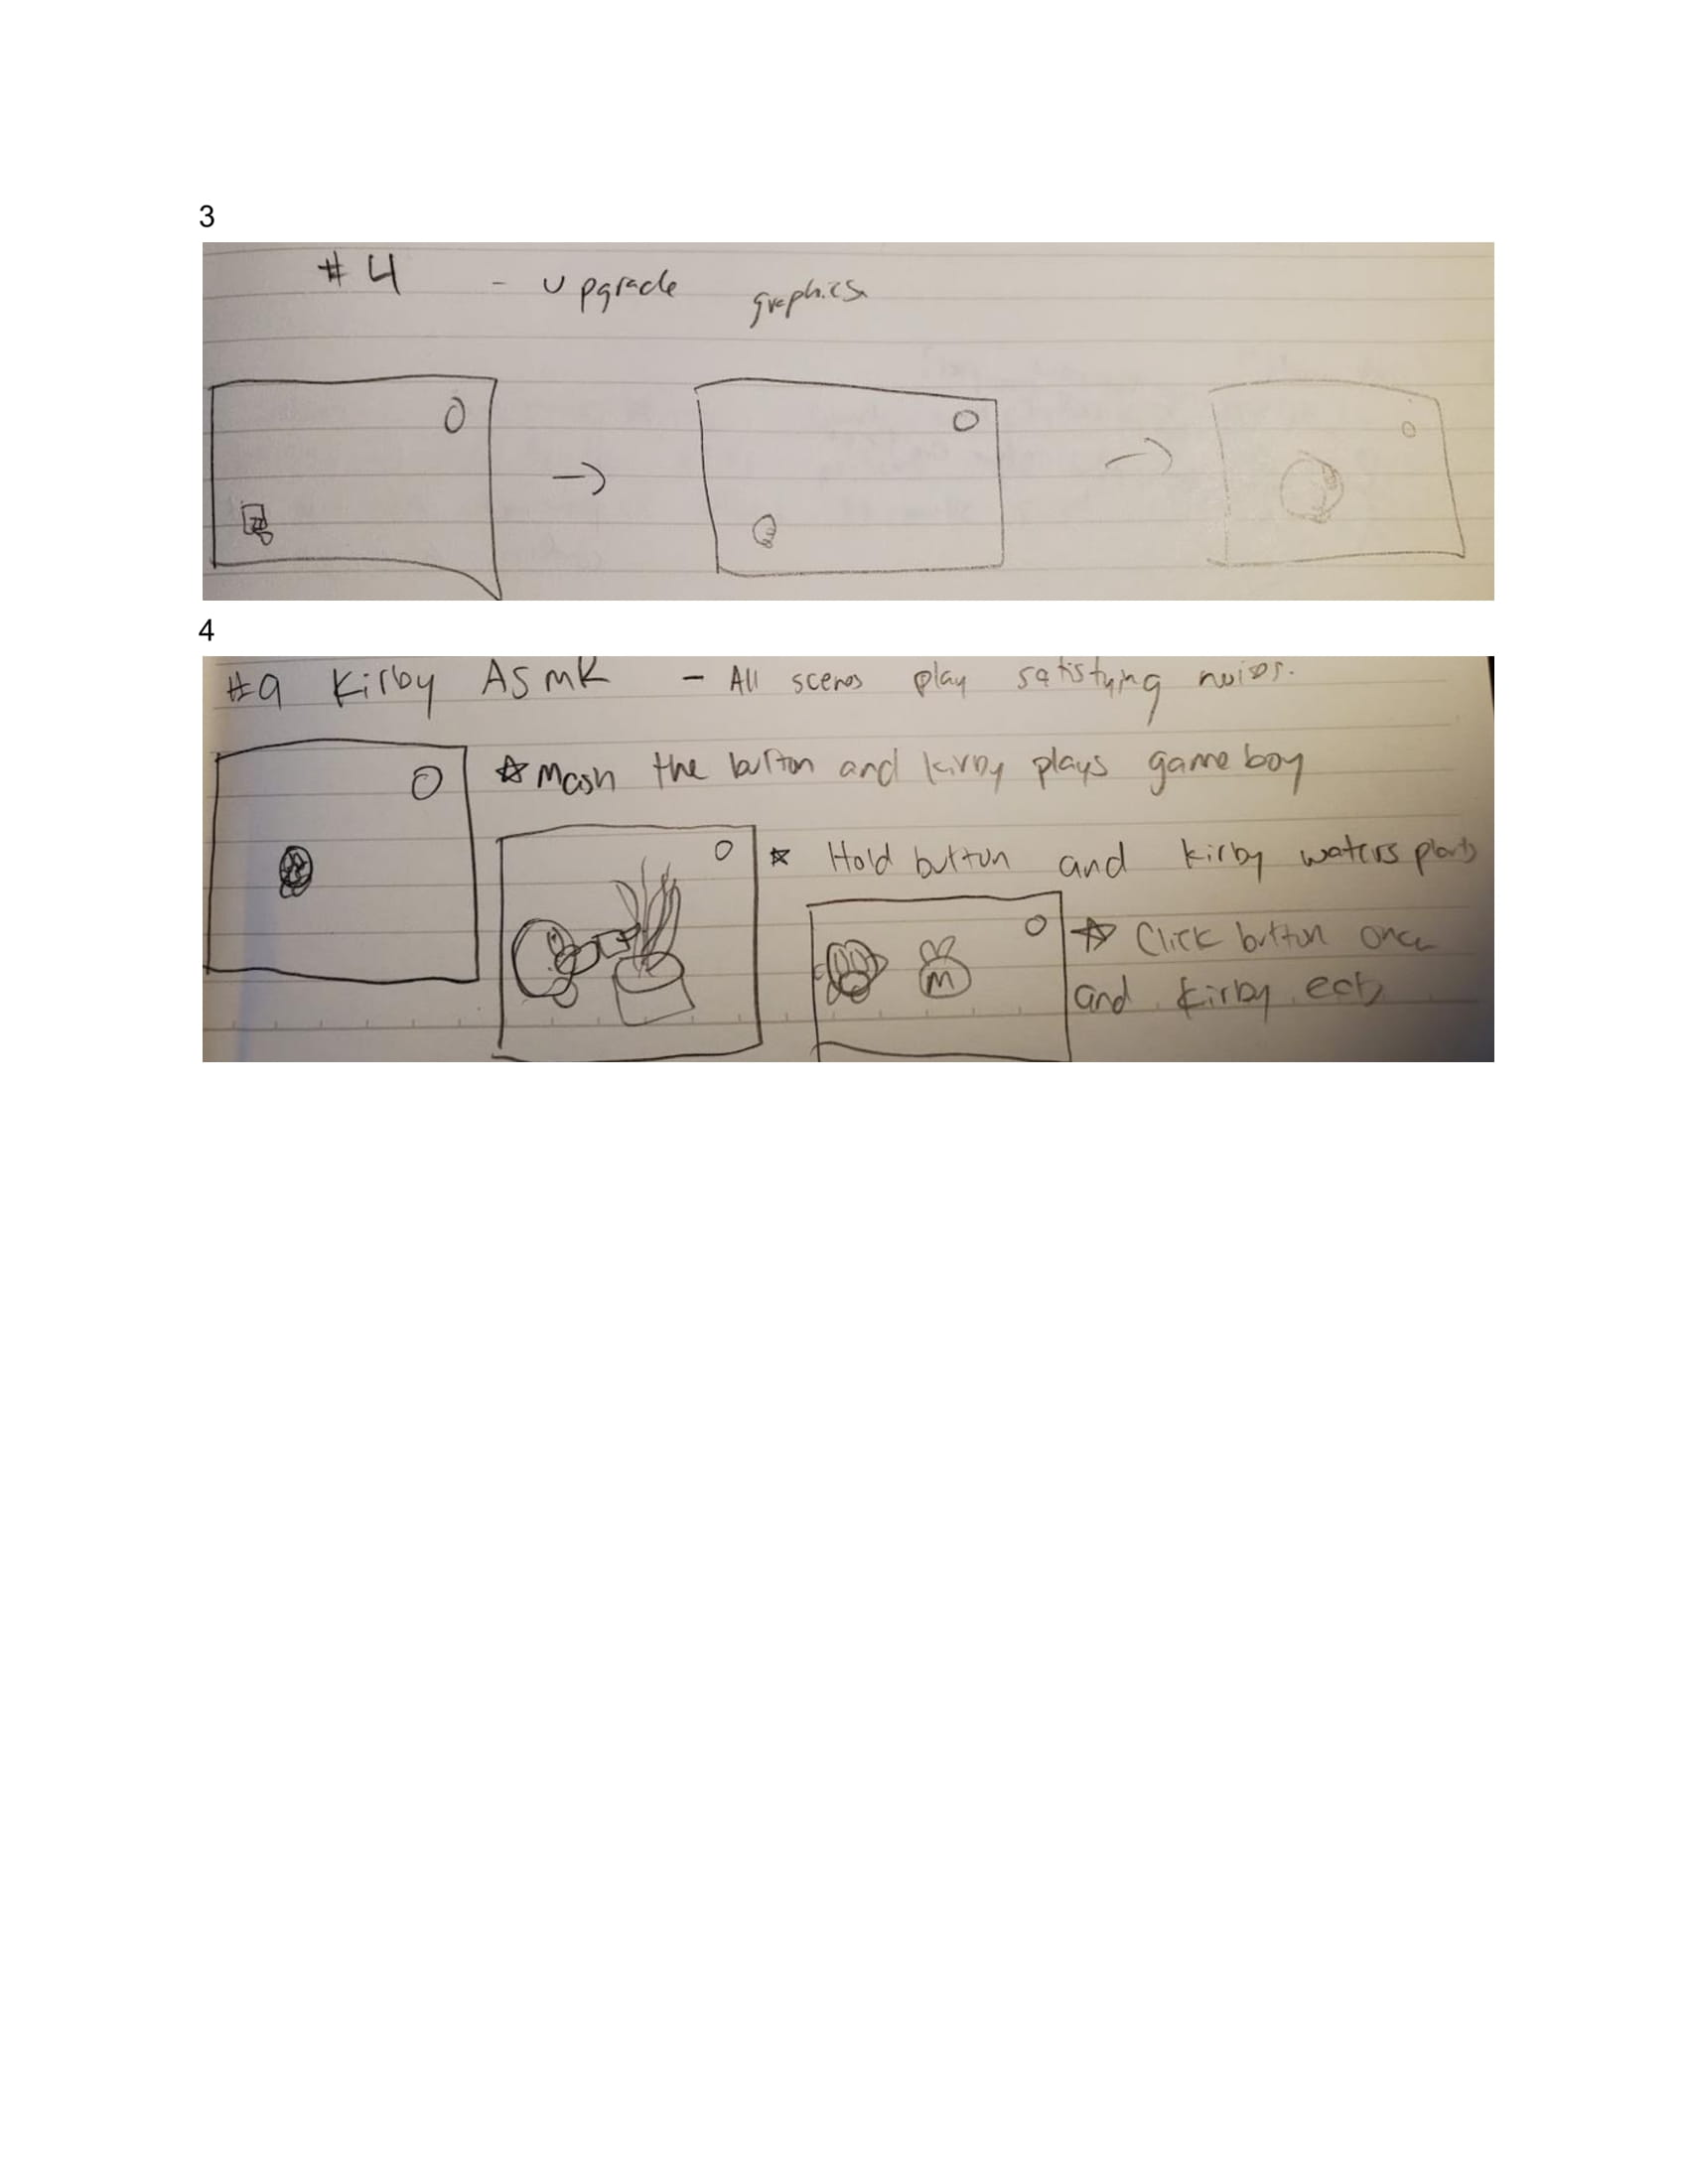 3
#4 - upgrade graphics
4
#9 Kirby ASMR - All scenes play satisfying noises.
☆ Mash the button and kirby plays game boy
☆ Hold button and kirby waters plants
☆ Click button once
and kirby eats
M